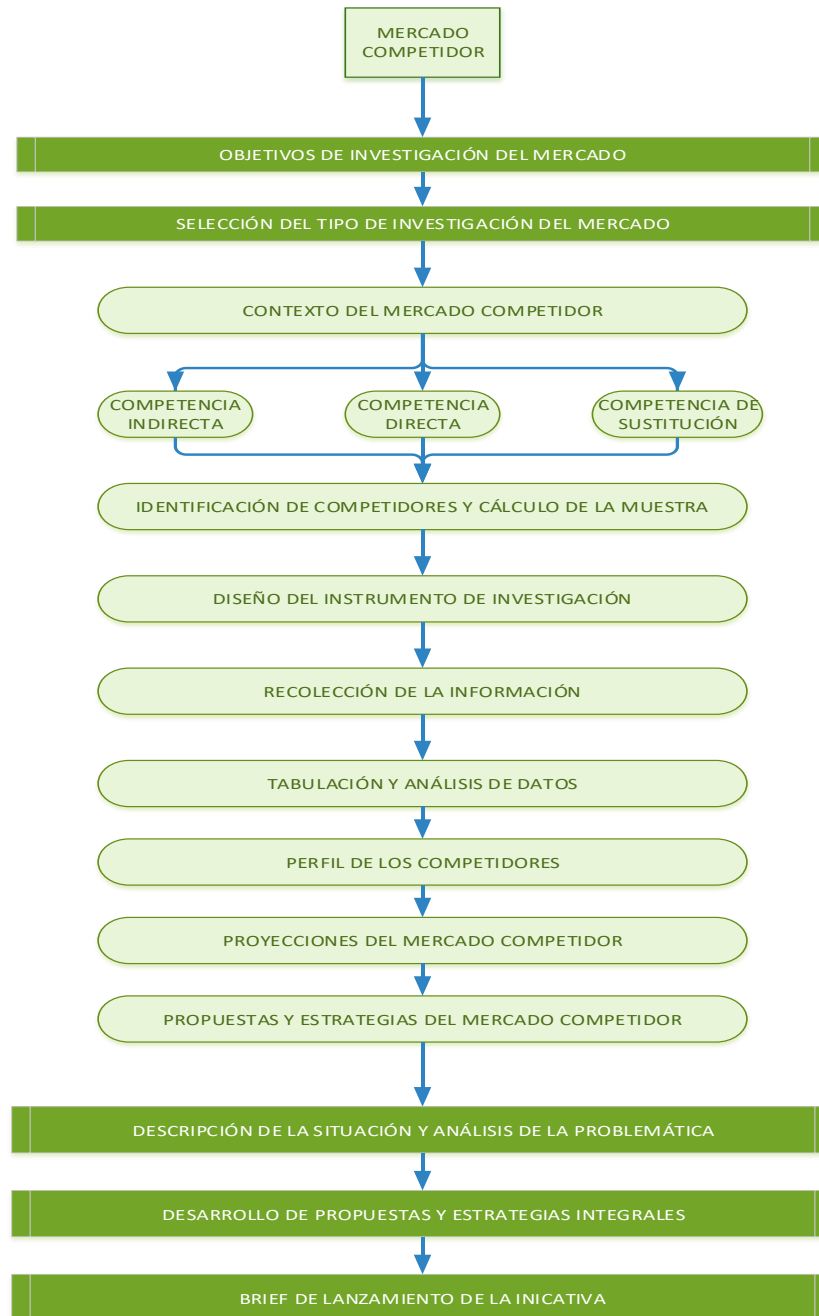 MERCADO
COMPETIDOR
OBJETIVOS DE INVESTIGACIÓN DEL MERCADO
SELECCIÓN DEL TIPO DE INVESTIGACIÓN DEL MERCADO
CONTEXTO DEL MERCADO COMPETIDOR
COMPETENCIA
INDIRECTA
COMPETENCIA
DIRECTA
COMPETENCIA DE
SUSTITUCIÓN
IDENTIFICACIÓN DE COMPETIDORES Y CÁLCULO DE LA MUESTRA
DISEÑO DEL INSTRUMENTO DE INVESTIGACIÓN
RECOLECCIÓN DE LA INFORMACIÓN
TABULACIÓN Y ANÁLISIS DE DATOS
PERFIL DE LOS COMPETIDORES
PROYECCIONES DEL MERCADO COMPETIDOR
PROPUESTAS Y ESTRATEGIAS DEL MERCADO COMPETIDOR
DESCRIPCIÓN DE LA SITUACIÓN Y ANÁLISIS DE LA PROBLEMÁTICA
DESARROLLO DE PROPUESTAS Y ESTRATEGIAS INTEGRALES
BRIEF DE LANZAMIENTO DE LA INICATIVA